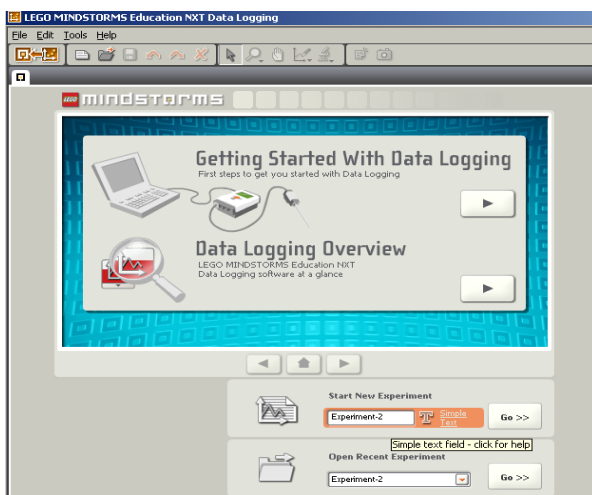 LEGO MINDSTORMS Education NXT Data Logging
File Edit Tools Help
LEGO mindstorms
Getting Started With Data Logging
First steps to get you started with Data Logging
Data Logging Overview
LEGO MINDSTORMS Education NXT
Data Logging software at a glance
Start New Experiment
Experiment-2 T Simple Text Go >>
Simple text field - click for help
Open Recent Experiment
Experiment-2 Go >>